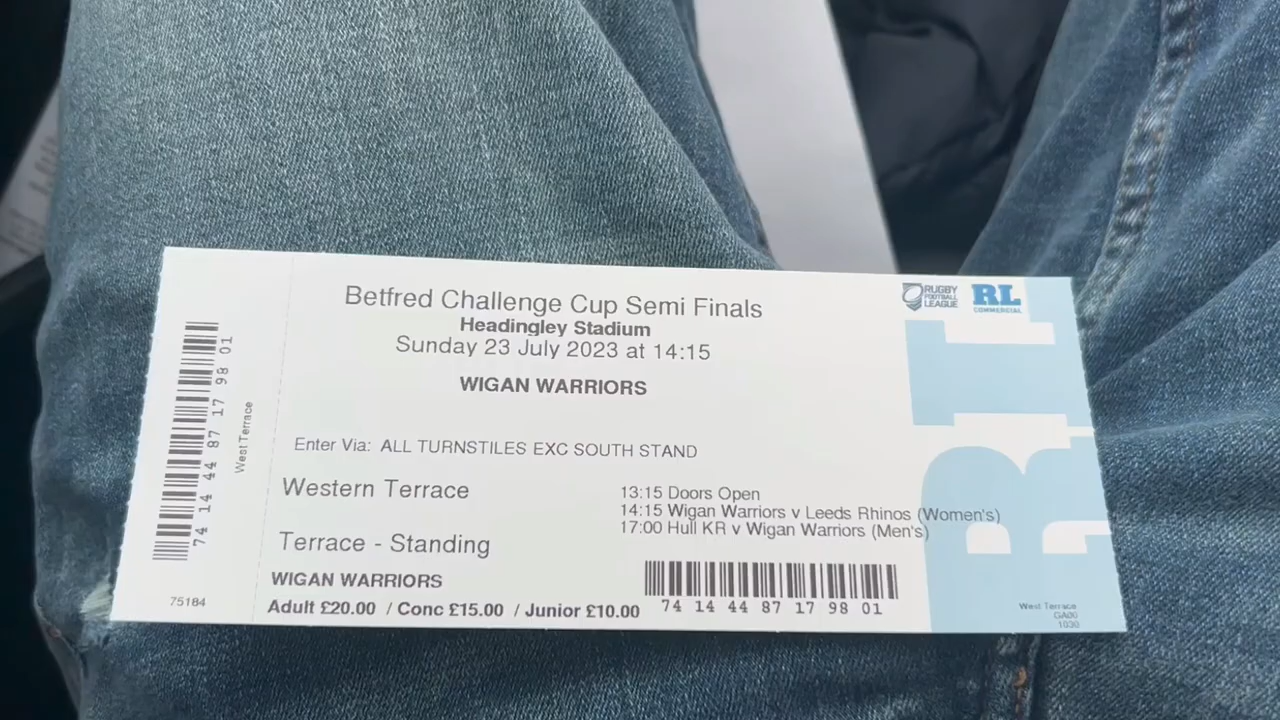 Betfred Challenge Cup Semi Finals
Headingley Stadium
Sunday 23 July 2023 at 14:15
WIGAN WARRIORS
Enter Via: ALL TURNSTILES EXC SOUTH STAND
Western Terrace
Terrace - Standing
13:15 Doors Open
14:15 Wigan Warriors v Leeds Rhinos (Women's)
17:00 Hull KR v Wigan Warriors (Men's)
WIGAN WARRIORS
Adult £20.00 / Conc £15.00 / Junior £10.00
74 14 44 87 17 98 01
74 14 44 87 17 98 01
West Terrace
75184
RUGBY
FOOTBALL
LEAGUE
RL
COMMERCIAL
West Terrace
GA00
1030